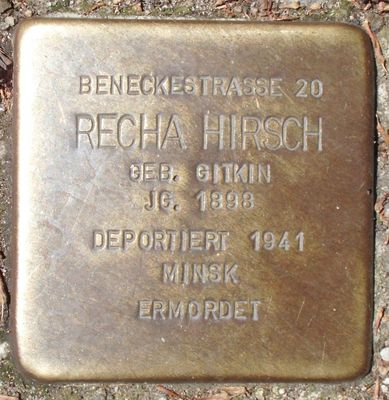 BENECKESTRASSE 20
RECHA HIRSCH
GEB. GITKIN
JG. 1898
DEPORTIERT 1941
MINSK
ERMORDET